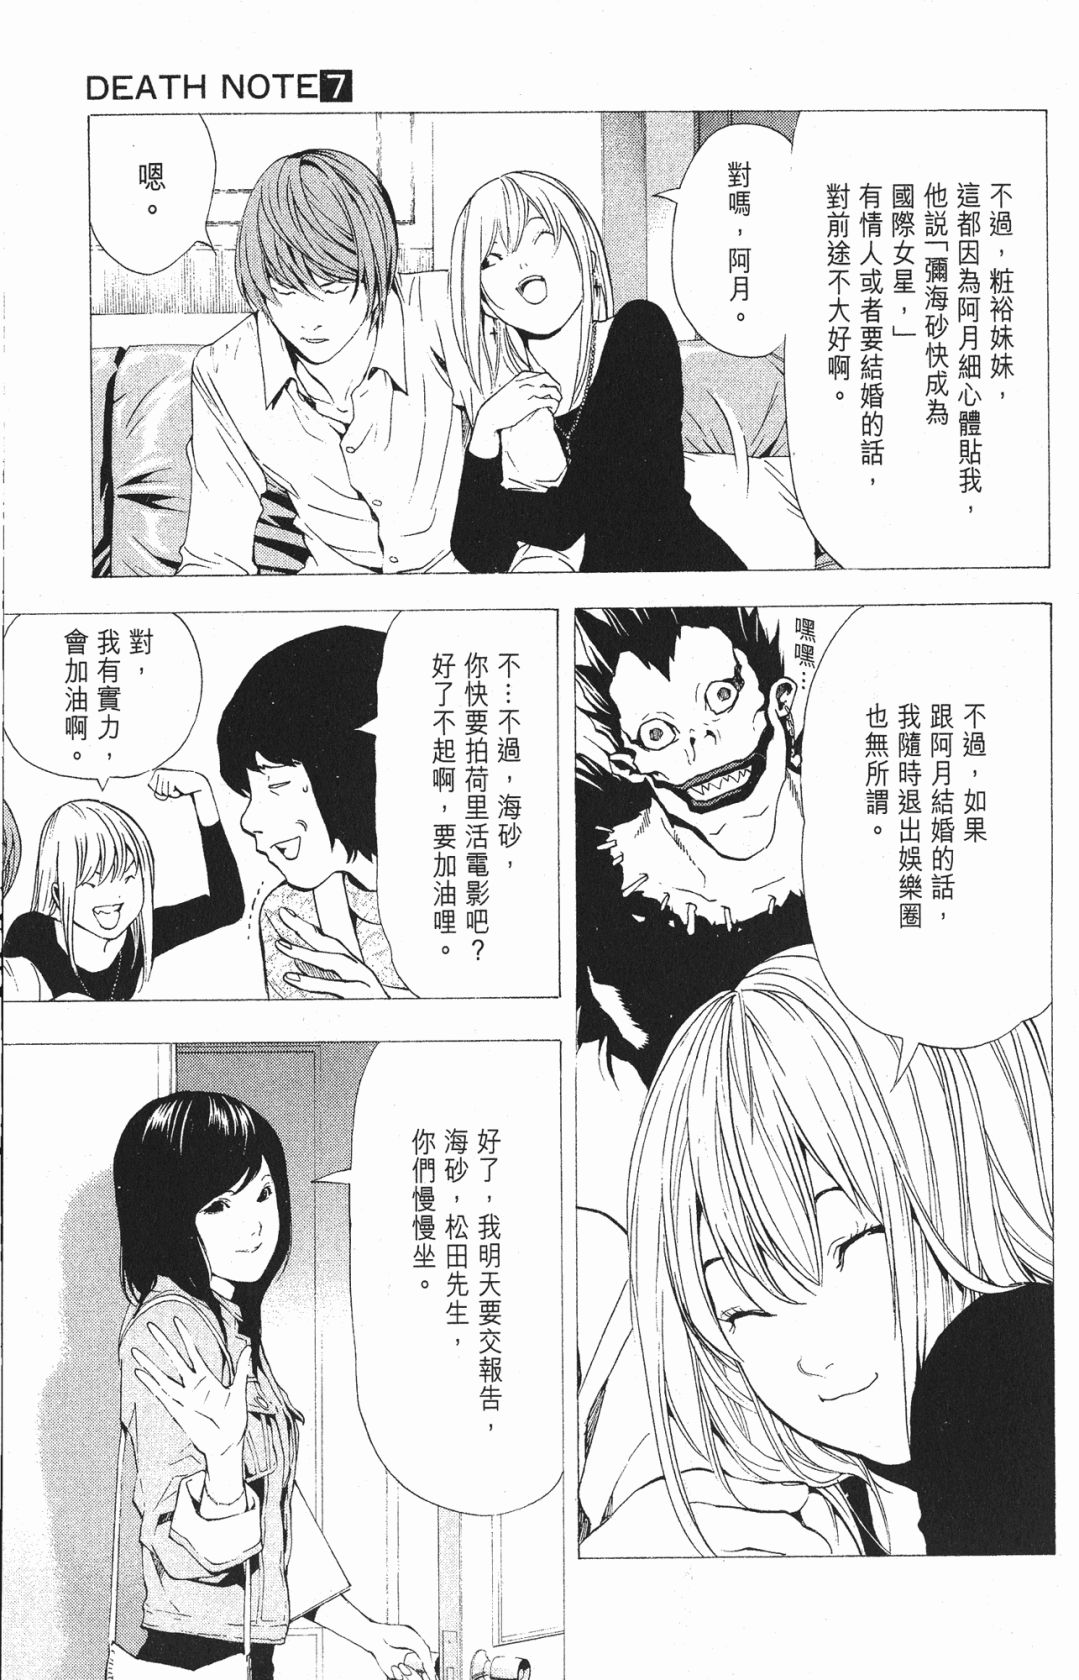 DEATH NOTE 7
不過，粧裕妹妹，
這都因為阿月細心體貼我，
他說「彌海砂快成為
國際女星，」
有情人或者要結婚的話，
對前途不大好啊。
對嗎，阿月。
嗯。
嘿嘿…
不過，如果
跟阿月結婚的話，
我隨時退出娛樂圈
也無所謂。
不…不過，海砂，
你快要拍荷里活電影吧？
好了不起啊，要加油哩。
對，
我有實力，
會加油啊。
好了，我明天要交報告，
海砂，松田先生，
你們慢慢坐。